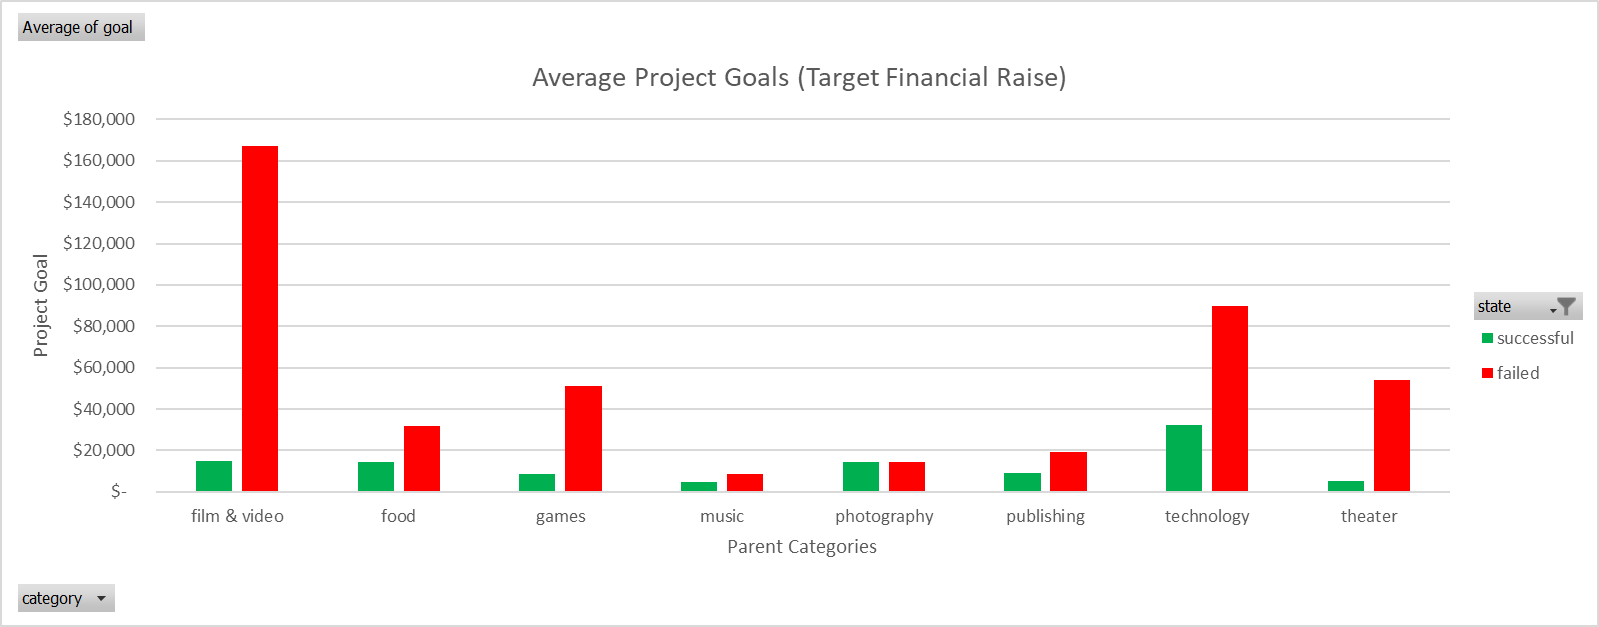 Average of goal
Average Project Goals (Target Financial Raise)
$180,000
$160,000
$140,000
$120,000
$100,000
$80,000
$60,000
$40,000
$20,000
$-
Project Goal
film & video food games music photography publishing technology theater
Parent Categories
state
successful
failed
category